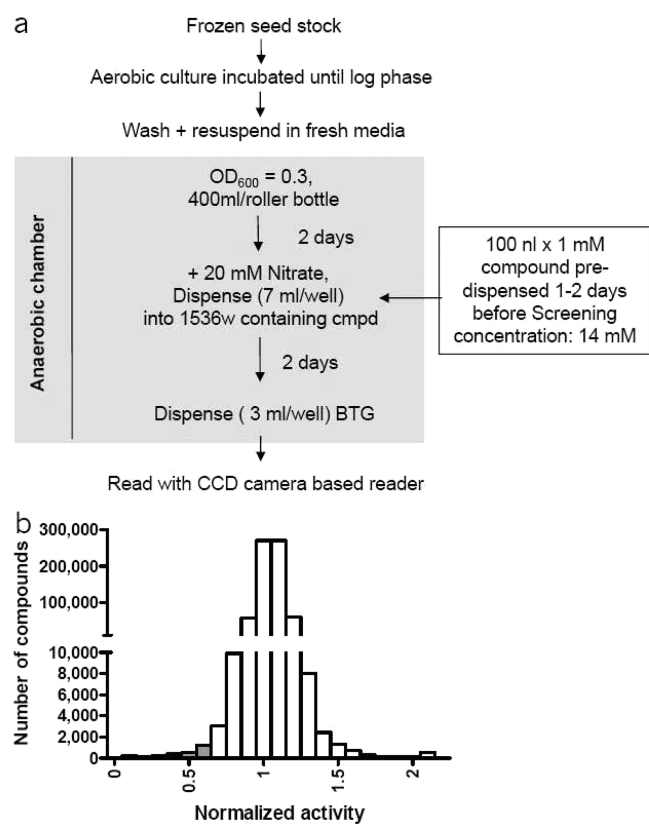 a
Frozen seed stock
Aerobic culture incubated until log phase
Wash + resuspend in fresh media
Anaerobic chamber
OD600 = 0.3,
400ml/roller bottle
2 days
+ 20 mM Nitrate,
Dispense (7 ml/well)
into 1536w containing cmpd
100 nl x 1 mM
compound pre-
dispensed 1-2 days
before Screening
concentration: 14 mM
2 days
Dispense ( 3 ml/well) BTG
Read with CCD camera based reader
b
Number of compounds
300,000
200,000
100,000
10,000
8,000
6,000
4,000
2,000
0
0
0.5
1
1.5
2
Normalized activity